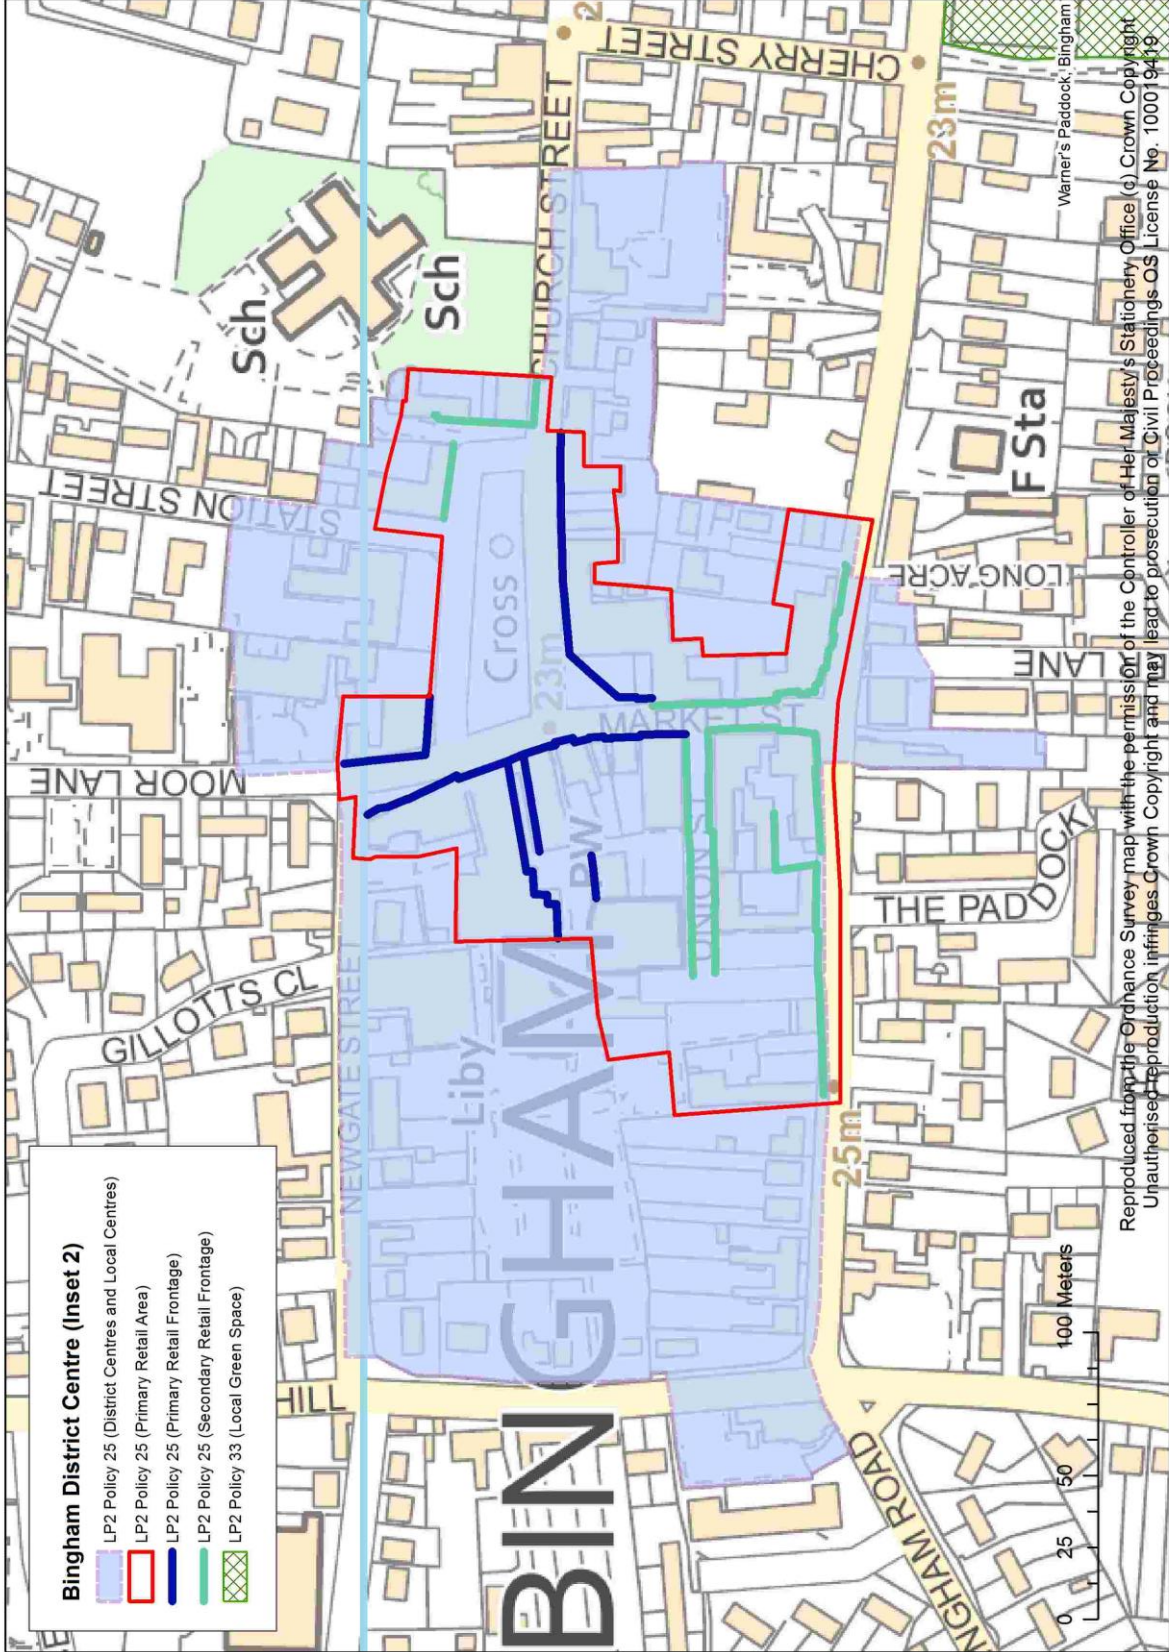 Bingham District Centre (Inset 2)
LP2 Policy 25 (District Centres and Local Centres)
LP2 Policy 25 (Primary Retail Area)
LP2 Policy 25 (Primary Retail Frontage)
LP2 Policy 25 (Secondary Retail Frontage)
LP2 Policy 33 (Local Green Space)
MOOR LANE
STATION STREET
Sch
Sch
GILLOTTS CL
NEWGATE STREET
HILL
Liby
Cross
CHURCH STREET
CHERRY STREET
2
23m
BINGHAM
PW
MARKET ST
UNION ST
23m
25m
F Sta
LONG ACRE
LANE
THE PADDOCK
INGHAM ROAD
Warner's Paddock, Bingham
0 25 50 100 Meters
Reproduced from the Ordnance Survey map with the permission of the Controller of Her Majesty's Stationery Office (c) Crown Copyright
Unauthorised reproduction infringes Crown Copyright and may lead to prosecution or Civil Proceedings OS License No. 100019419